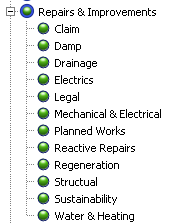 Repairs & Improvements
Claim
Damp
Drainage
Electrics
Legal
Mechanical & Electrical
Planned Works
Reactive Repairs
Regeneration
Structual
Sustainability
Water & Heating